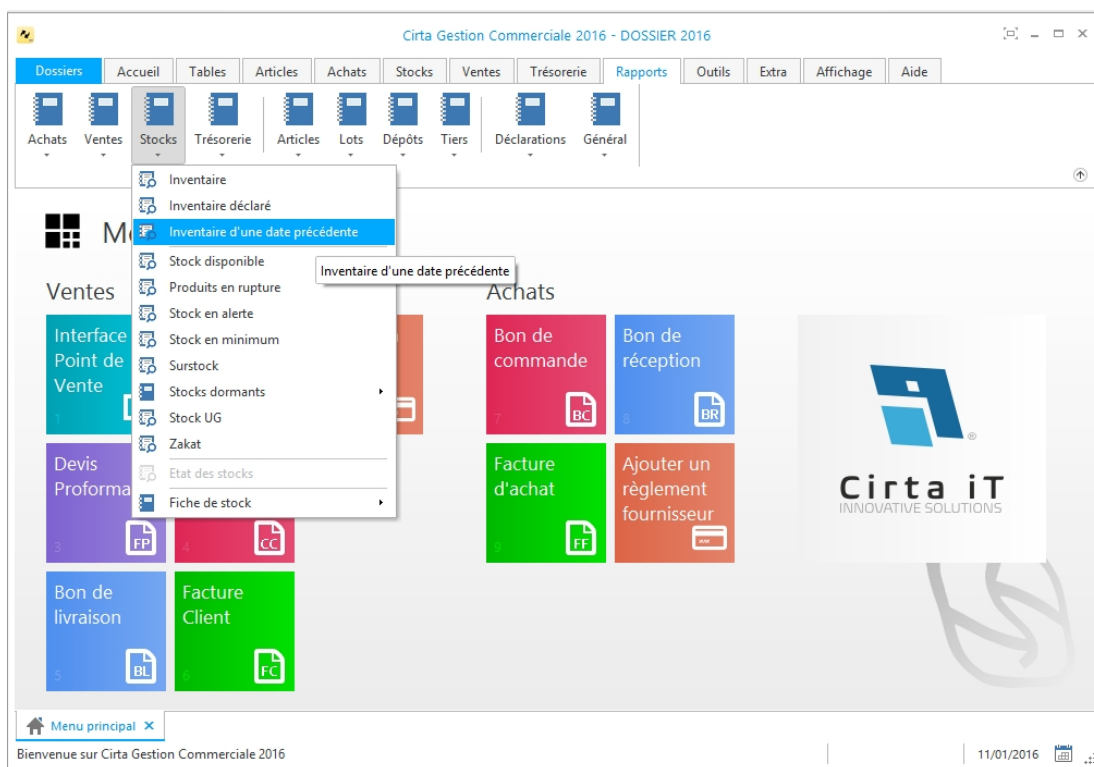 Cirta Gestion Commerciale 2016 - DOSSIER 2016
Dossiers Accueil Tables Articles Achats Stocks Ventes Trésorerie Rapports Outils Extra Affichage Aide
Achats Ventes Stocks Trésorerie Articles Lots Dépôts Tiers Déclarations Général
Inventaire
Inventaire déclaré
Inventaire d'une date précédente
Stock disponible
Inventaire d'une date précédente
Produits en rupture
Stock en alerte
Stock en minimum
Surstock
Stocks dormants
Stock UG
Zakat
Etat des stocks
Fiche de stock
Ventes
Interface
Point de
Vente
1
Devis
Proforma
3
FP
4
CC
Bon de
livraison
5
BL
Facture
Client
6
FC
Achats
Bon de
commande
7
BC
Bon de
réception
8
BR
Facture
d'achat
9
FF
Ajouter un
règlement
fournisseur
®
Cirta iT
INNOVATIVE SOLUTIONS
Menu principal
Bienvenue sur Cirta Gestion Commerciale 2016
11/01/2016